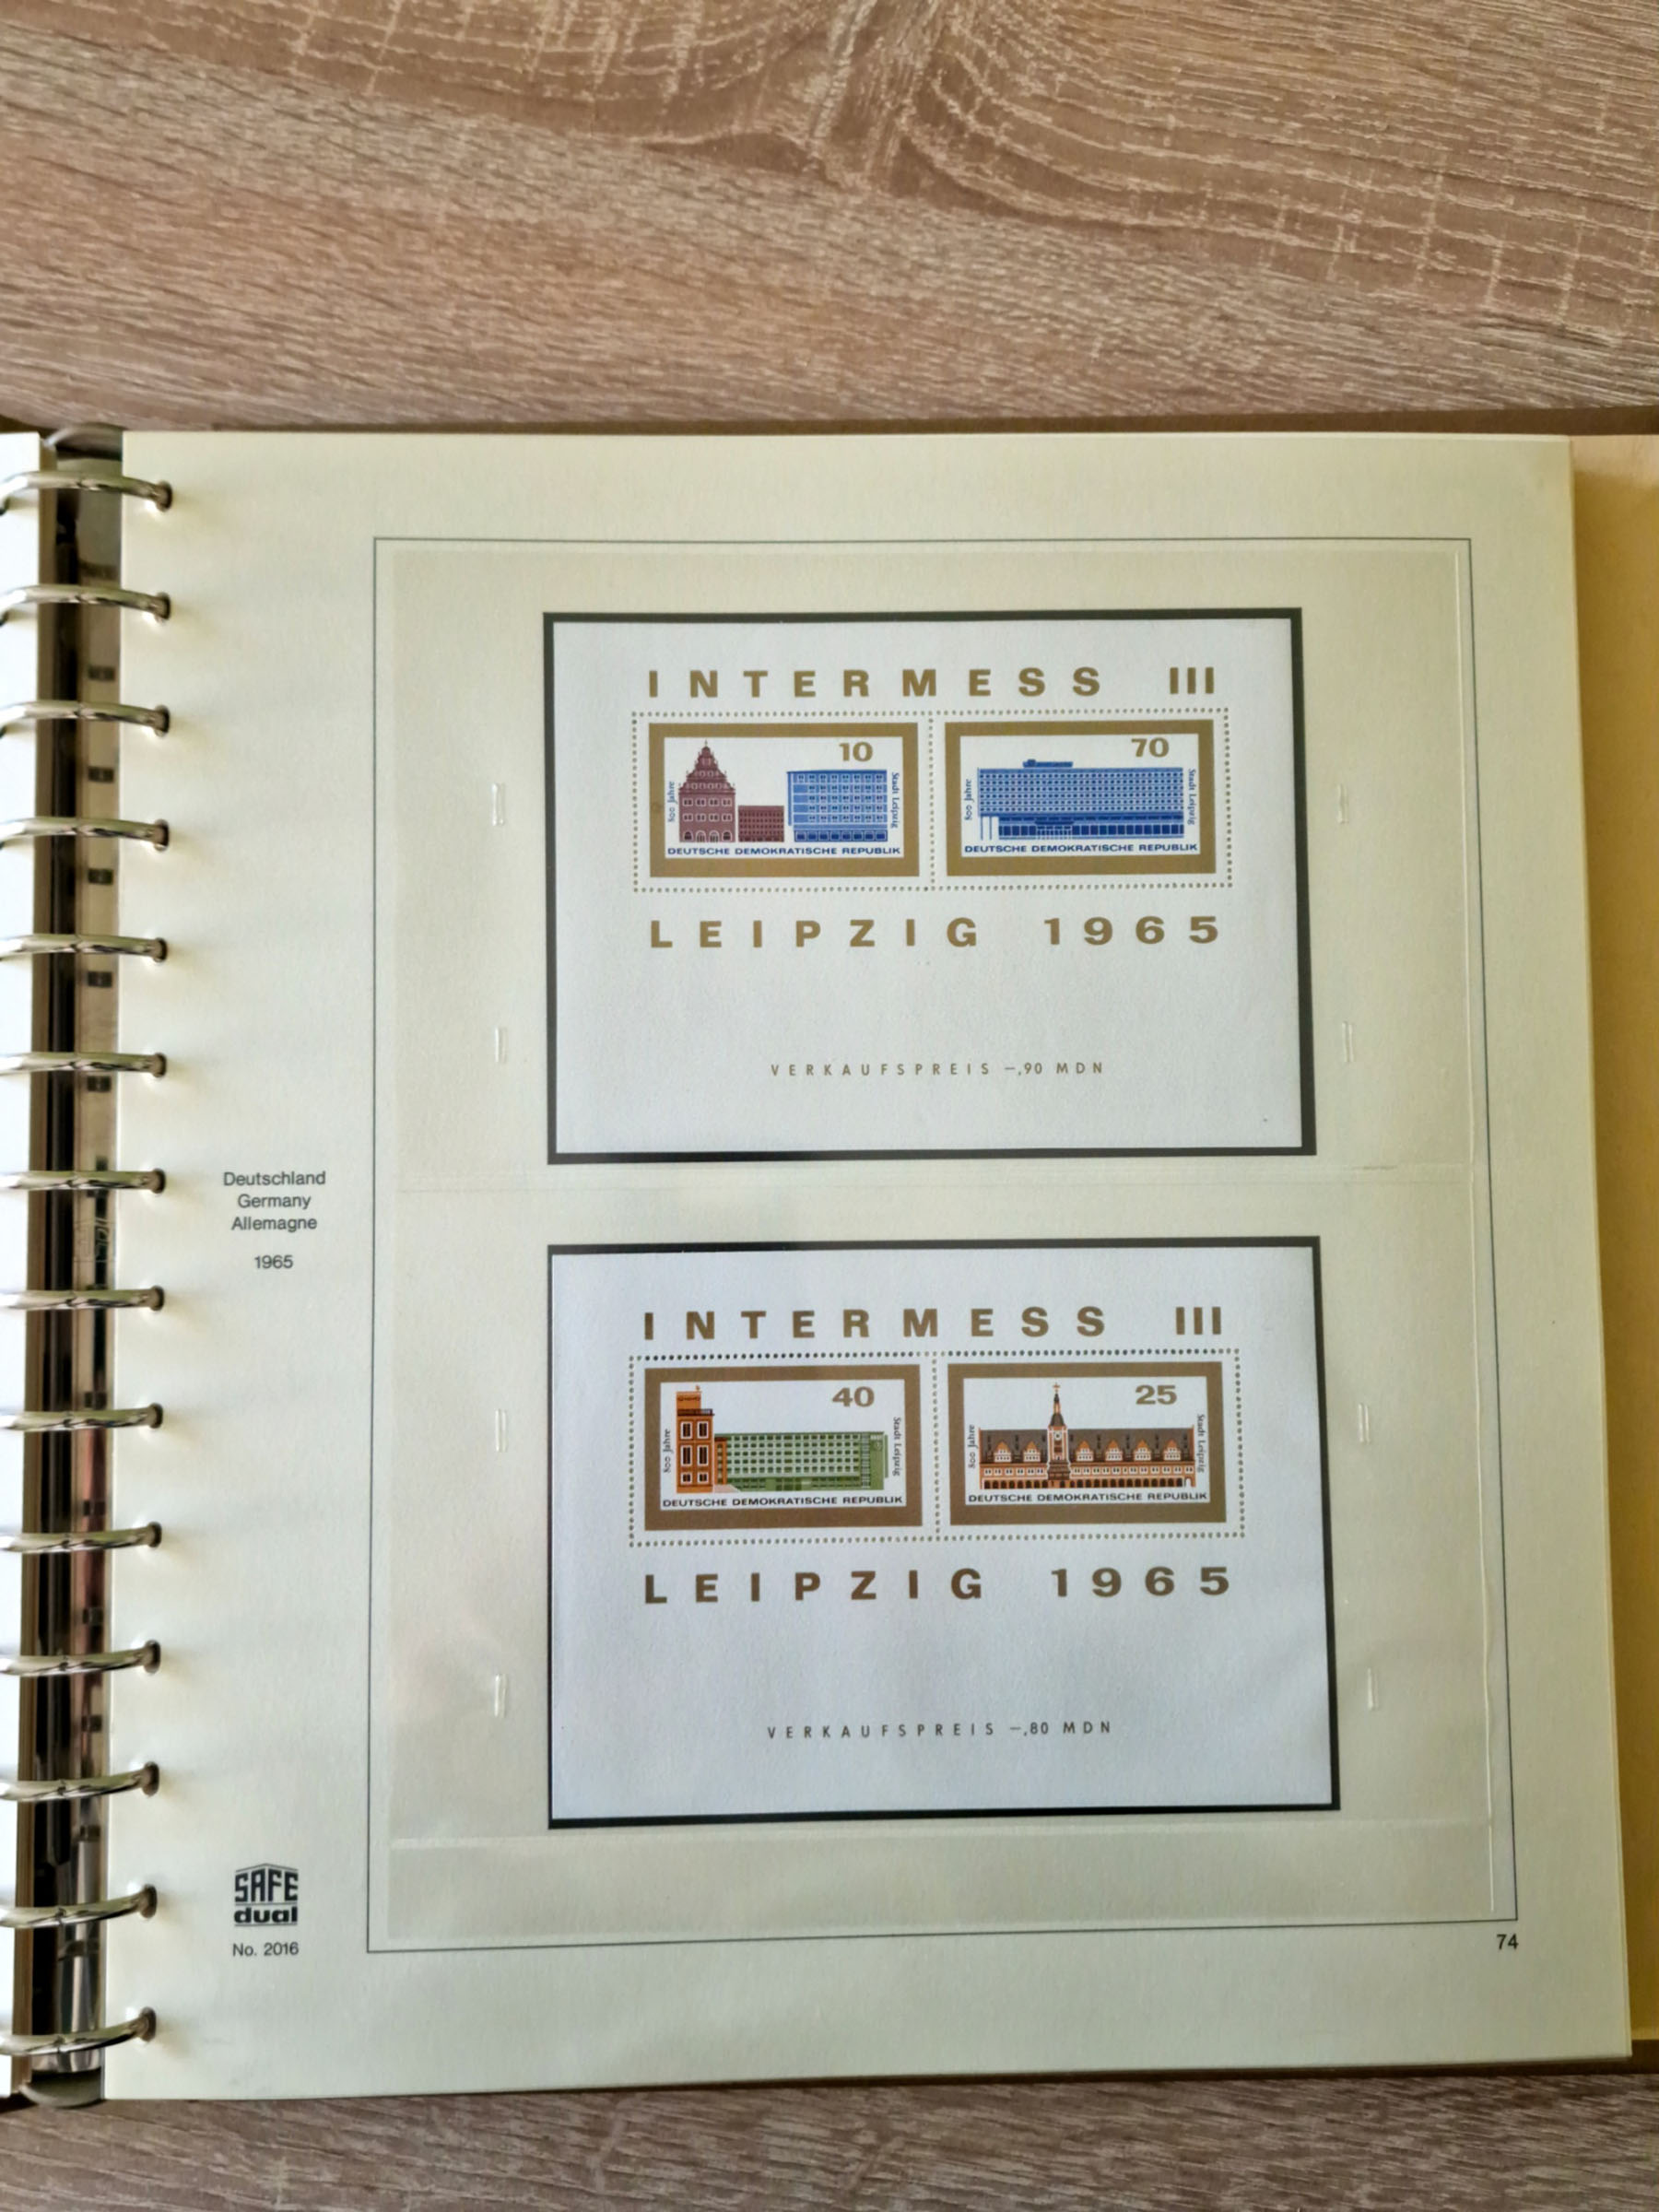 INTERMESS III
10
800 Jahre
Stadt Leipzig
DEUTSCHE DEMOKRATISCHE REPUBLIK
70
800 Jahre
Stadt Leipzig
DEUTSCHE DEMOKRATISCHE REPUBLIK
LEIPZIG 1965
VERKAUFSPREIS –,90 MDN
Deutschland
Germany
Allemagne
1965
INTERMESS III
40
800 Jahre
Stadt Leipzig
DEUTSCHE DEMOKRATISCHE REPUBLIK
25
800 Jahre
Stadt Leipzig
DEUTSCHE DEMOKRATISCHE REPUBLIK
LEIPZIG 1965
VERKAUFSPREIS –,80 MDN
SAFE
dual
No. 2016
74